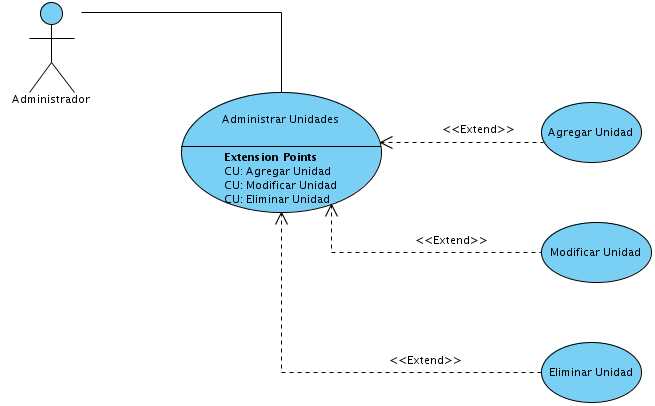 Administrador
Administrar Unidades
Extension Points
CU: Agregar Unidad
CU: Modificar Unidad
CU: Eliminar Unidad
<<Extend>>
Agregar Unidad
<<Extend>>
Modificar Unidad
<<Extend>>
Eliminar Unidad